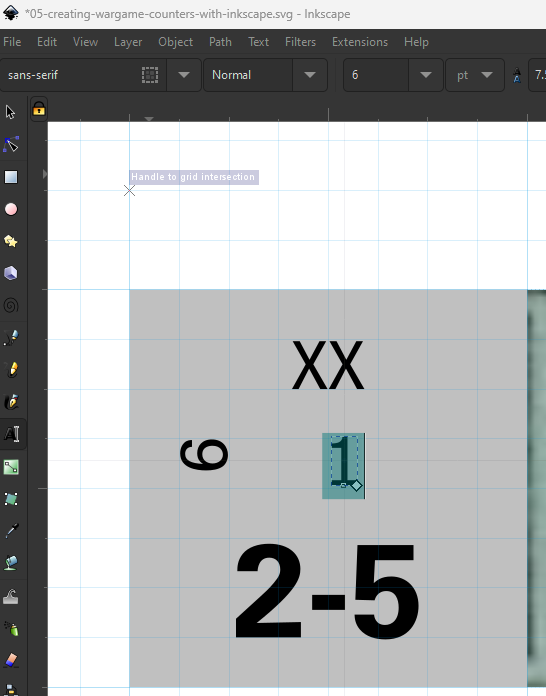 *05-creating-wargame-counters-with-inkscape.svg - Inkscape
File Edit View Layer Object Path Text Filters Extensions Help
sans-serif Normal 6 pt 7.5
Handle to grid intersection
XX
6 1
2-5